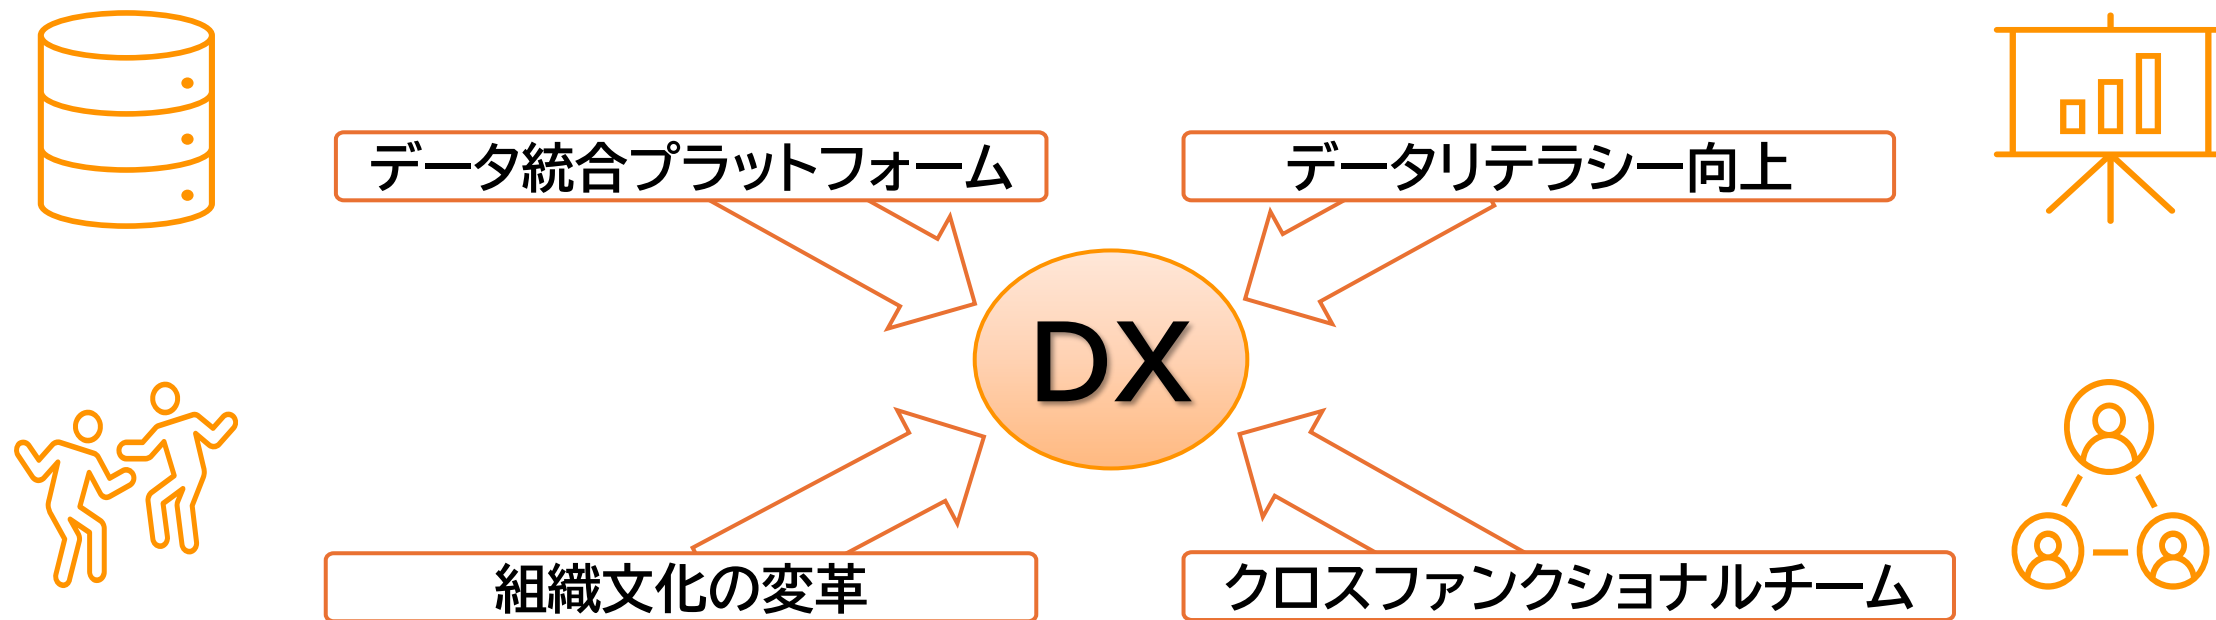 データ統合プラットフォーム
データリテラシー向上
DX
組織文化の変革
クロスファンクショナルチーム